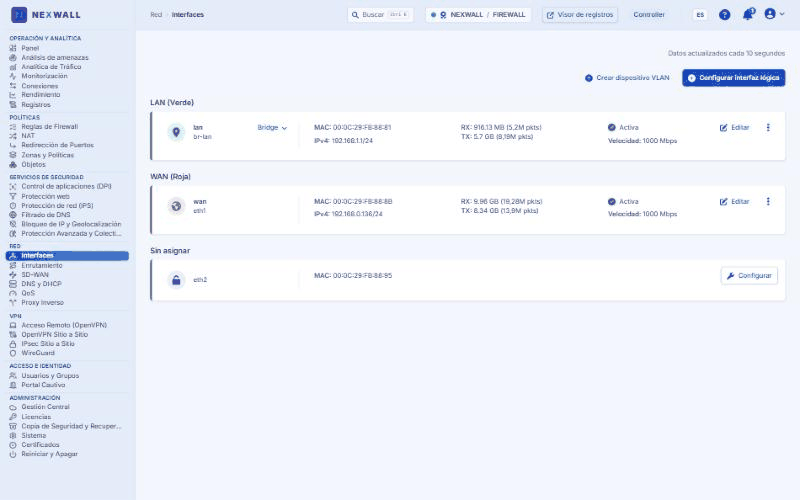 NEXWALL
Red › Interfaces
Buscar Ctrl K
NEXWALL / FIREWALL
Visor de registros
Controller
ES
OPERACIÓN Y ANALÍTICA
Panel
Análisis de amenazas
Analítica de Tráfico
Monitorización
Conexiones
Rendimiento
Registros
POLÍTICAS
Reglas de Firewall
NAT
Redirección de Puertos
Zonas y Políticas
Objetos
SERVICIOS DE SEGURIDAD
Control de aplicaciones (DPI)
Protección web
Protección de red (IPS)
Filtrado de DNS
Bloqueo de IP y Geolocalización
Protección Avanzada y Colecti...
RED
Interfaces
Enrutamiento
SD-WAN
DNS y DHCP
QoS
Proxy Inverso
VPN
Acceso Remoto (OpenVPN)
OpenVPN Sitio a Sitio
IPsec Sitio a Sitio
WireGuard
ACCESO E IDENTIDAD
Usuarios y Grupos
Portal Cautivo
ADMINISTRACIÓN
Gestión Central
Licencias
Copia de Seguridad y Recuper...
Sistema
Certificados
Reiniciar y Apagar
Datos actualizados cada 10 segundos
Crear dispositivo VLAN
Configurar interfaz lógica
LAN (Verde)
lan
br-lan
Bridge
MAC: 00:0C:29:FB:88:81
IPv4: 192.168.1.1/24
RX: 916.13 MB (5,2M pkts)
TX: 5.7 GB (8,19M pkts)
Activa
Velocidad: 1000 Mbps
Editar
WAN (Roja)
wan
eth1
MAC: 00:0C:29:FB:88:8B
IPv4: 192.168.0.136/24
RX: 9.96 GB (19,28M pkts)
TX: 6.34 GB (13,9M pkts)
Activa
Velocidad: 1000 Mbps
Editar
Sin asignar
eth2
MAC: 00:0C:29:FB:88:95
Configurar